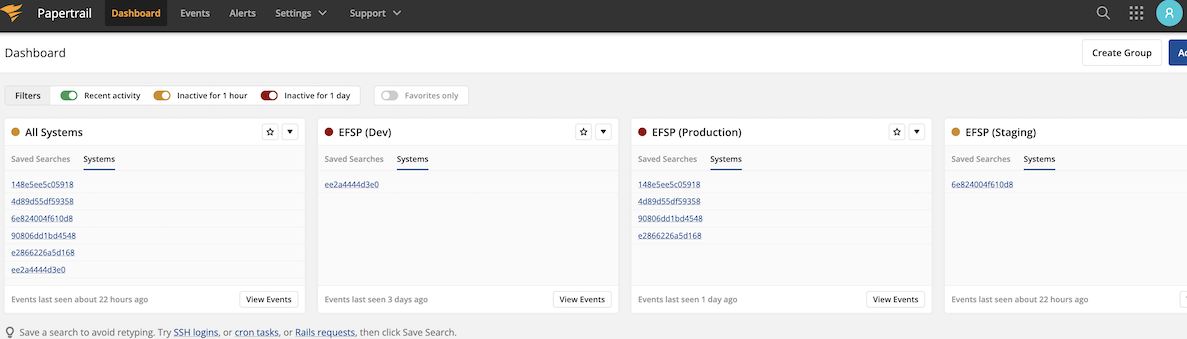 Papertrail Dashboard Events Alerts Settings Support
Dashboard
Create Group
Filters Recent activity Inactive for 1 hour Inactive for 1 day Favorites only
All Systems
Saved Searches Systems
148e5ee5c05918
4d89d55df59358
6e824004f610d8
90806dd1bd4548
e2866226a5d168
ee2a4444d3e0
Events last seen about 22 hours ago View Events
EFSP (Dev)
Saved Searches Systems
ee2a4444d3e0
Events last seen 3 days ago View Events
EFSP (Production)
Saved Searches Systems
148e5ee5c05918
4d89d55df59358
90806dd1bd4548
e2866226a5d168
Events last seen 1 day ago View Events
EFSP (Staging)
Saved Searches Systems
6e824004f610d8
Events last seen about 22 hours ago
Save a search to avoid retyping. Try SSH logins, or cron tasks, or Rails requests, then click Save Search.